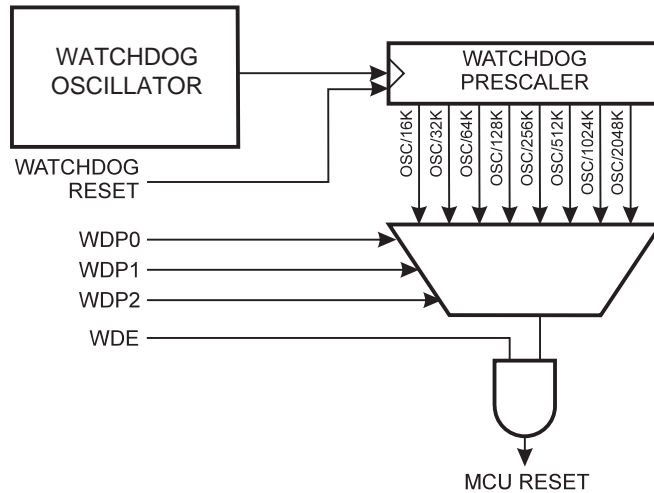 WATCHDOG
OSCILLATOR
WATCHDOG
PRESCALER
WATCHDOG
RESET
OSC/16K
OSC/32K
OSC/64K
OSC/128K
OSC/256K
OSC/512K
OSC/1024K
OSC/2048K
WDP0
WDP1
WDP2
WDE
MCU RESET